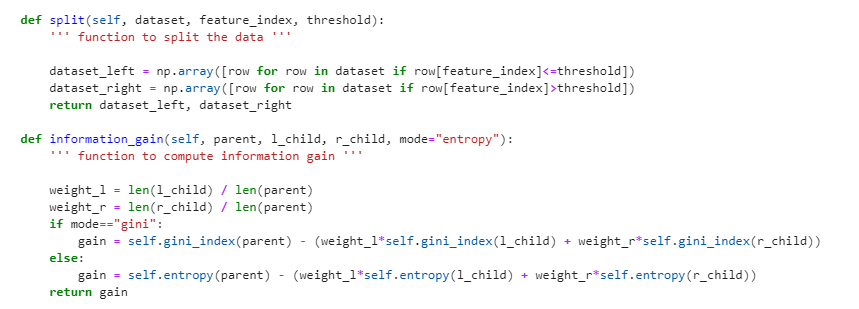 def split(self, dataset, feature_index, threshold):
    ''' function to split the data '''

    dataset_left = np.array([row for row in dataset if row[feature_index]<=threshold])
    dataset_right = np.array([row for row in dataset if row[feature_index]>threshold])
    return dataset_left, dataset_right

def information_gain(self, parent, l_child, r_child, mode="entropy"):
    ''' function to compute information gain '''

    weight_l = len(l_child) / len(parent)
    weight_r = len(r_child) / len(parent)
    if mode=="gini":
        gain = self.gini_index(parent) - (weight_l*self.gini_index(l_child) + weight_r*self.gini_index(r_child))
    else:
        gain = self.entropy(parent) - (weight_l*self.entropy(l_child) + weight_r*self.entropy(r_child))
    return gain